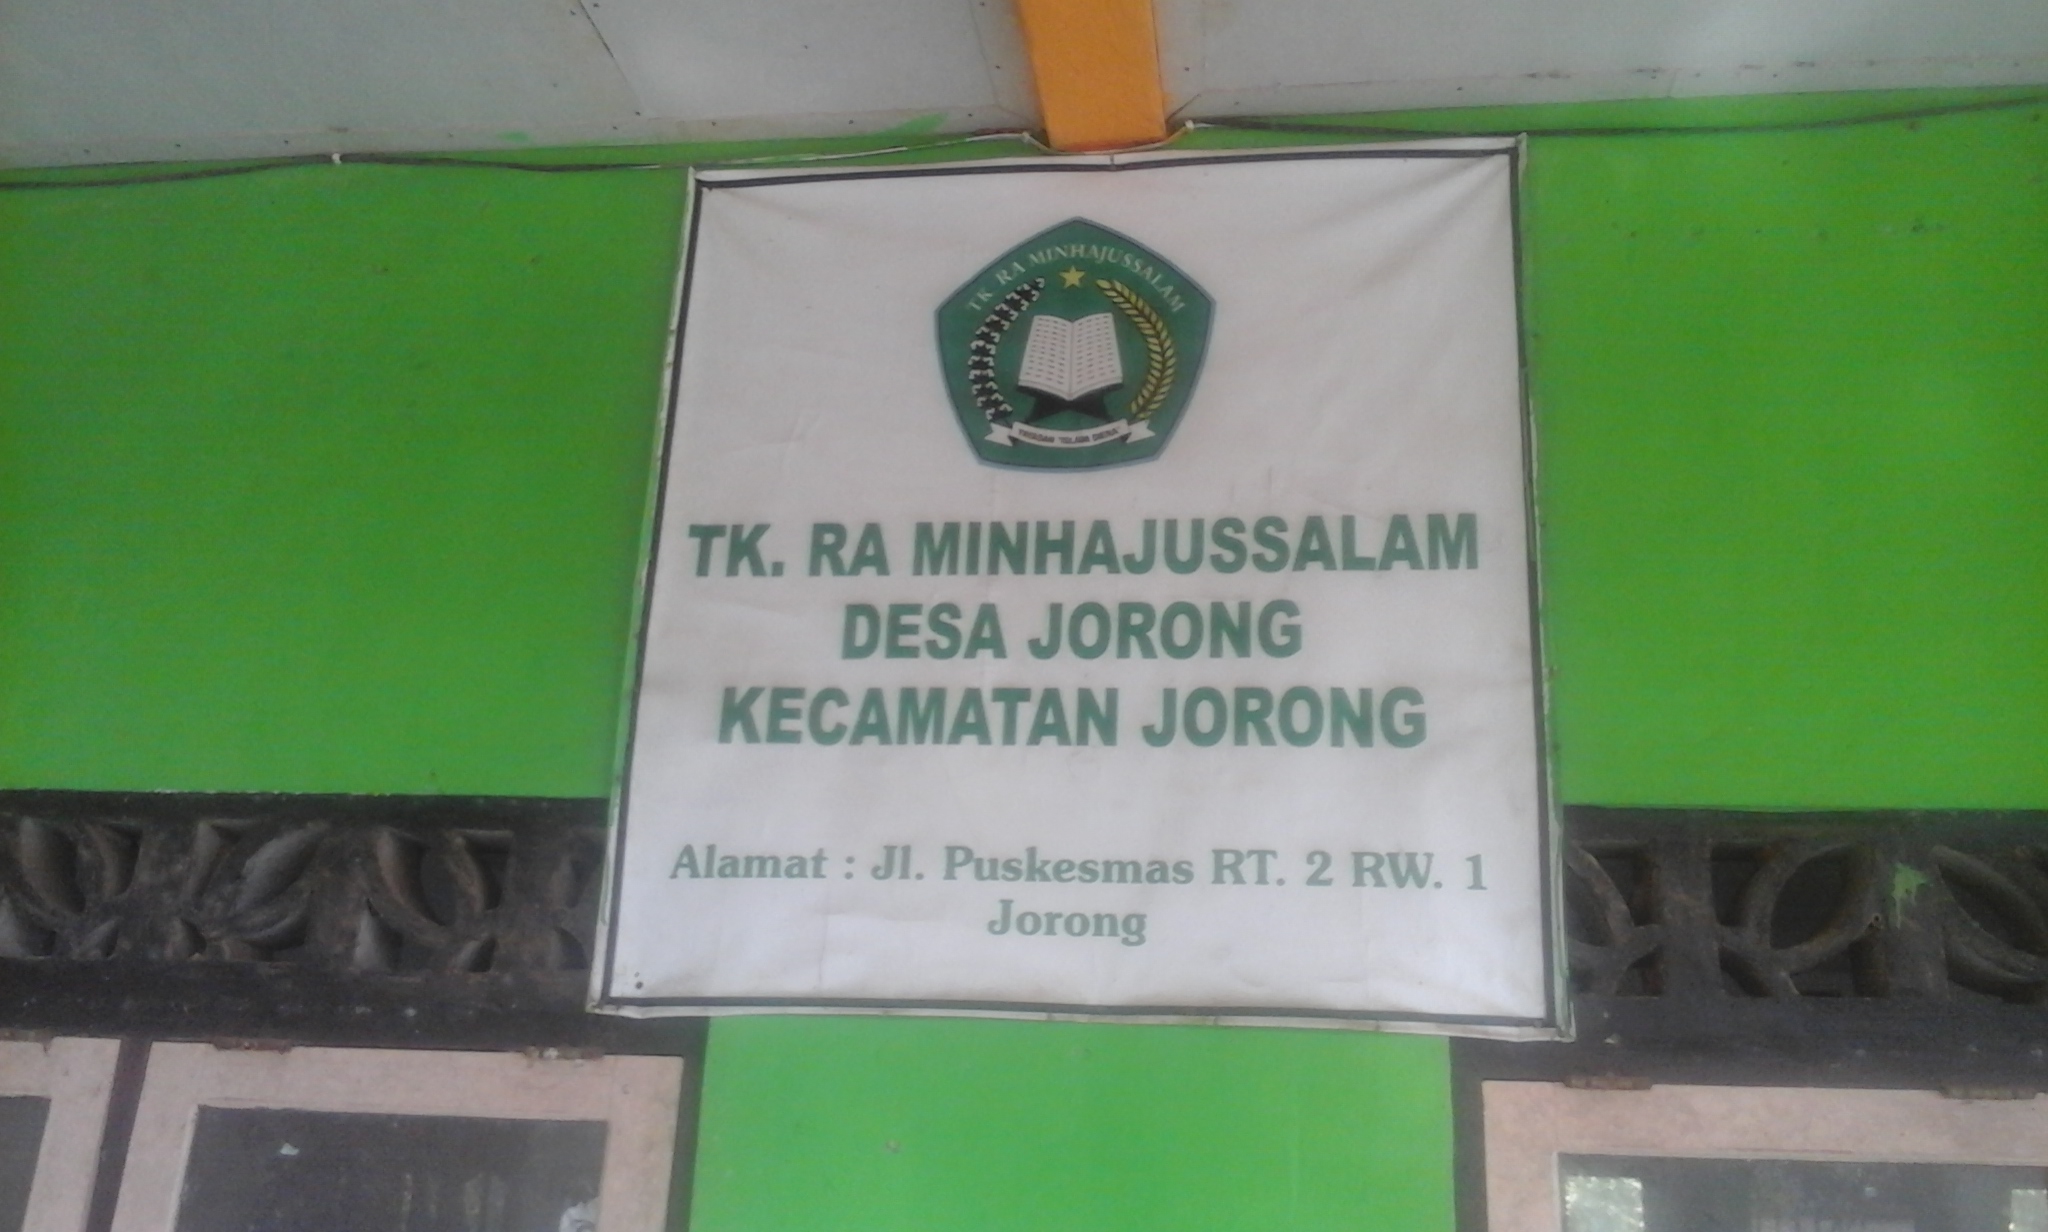 TK RA MINHAJUSSALAM
TK. RA MINHAJUSSALAM
DESA JORONG
KECAMATAN JORONG
Alamat : Jl. Puskesmas RT. 2 RW. 1
Jorong